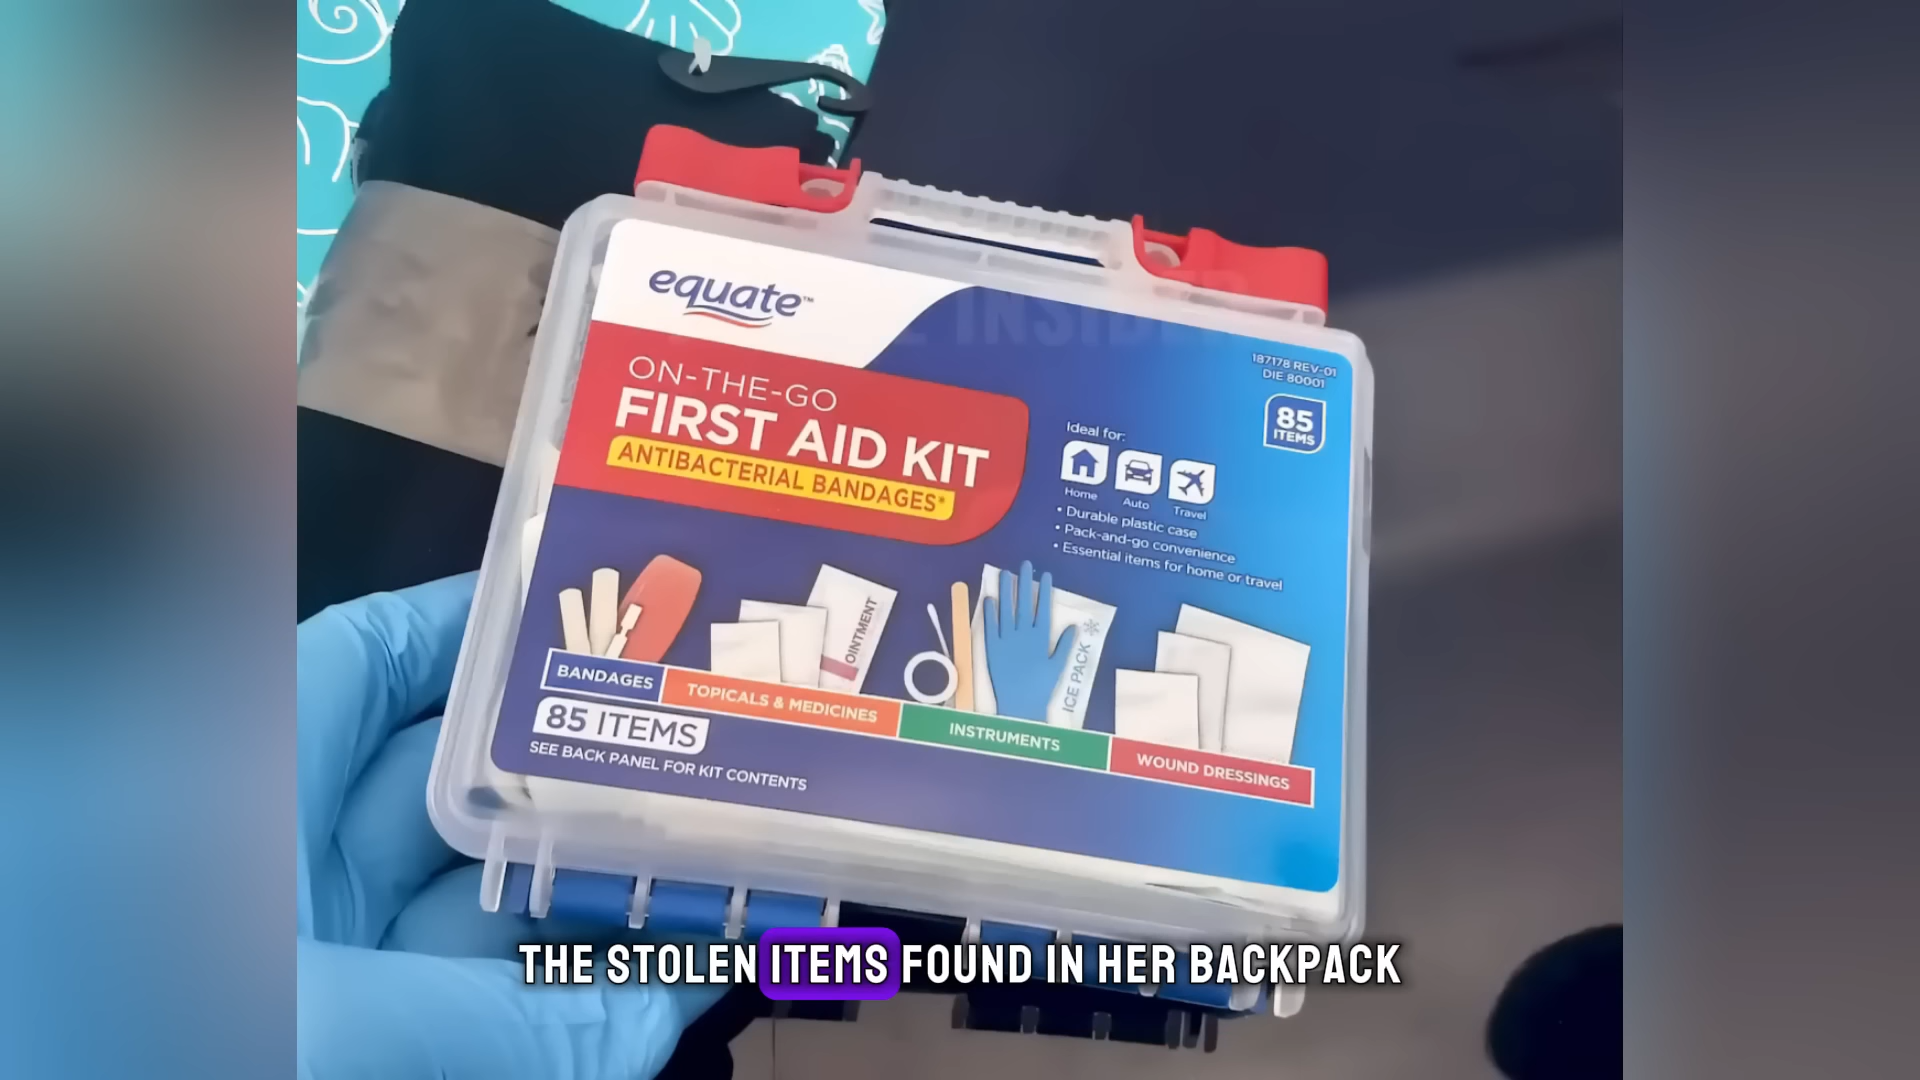 equate™
ON-THE-GO
FIRST AID KIT
ANTIBACTERIAL BANDAGES*
187178 REV-01
DIE 80001
85
ITEMS
Ideal for:
Home
Auto
Travel
• Durable plastic case
• Pack-and-go convenience
• Essential items for home or travel
INSIDER
OINTMENT
ICE PACK
BANDAGES
TOPICALS & MEDICINES
INSTRUMENTS
WOUND DRESSINGS
85 ITEMS
SEE BACK PANEL FOR KIT CONTENTS
THE STOLEN ITEMS FOUND IN HER BACKPACK